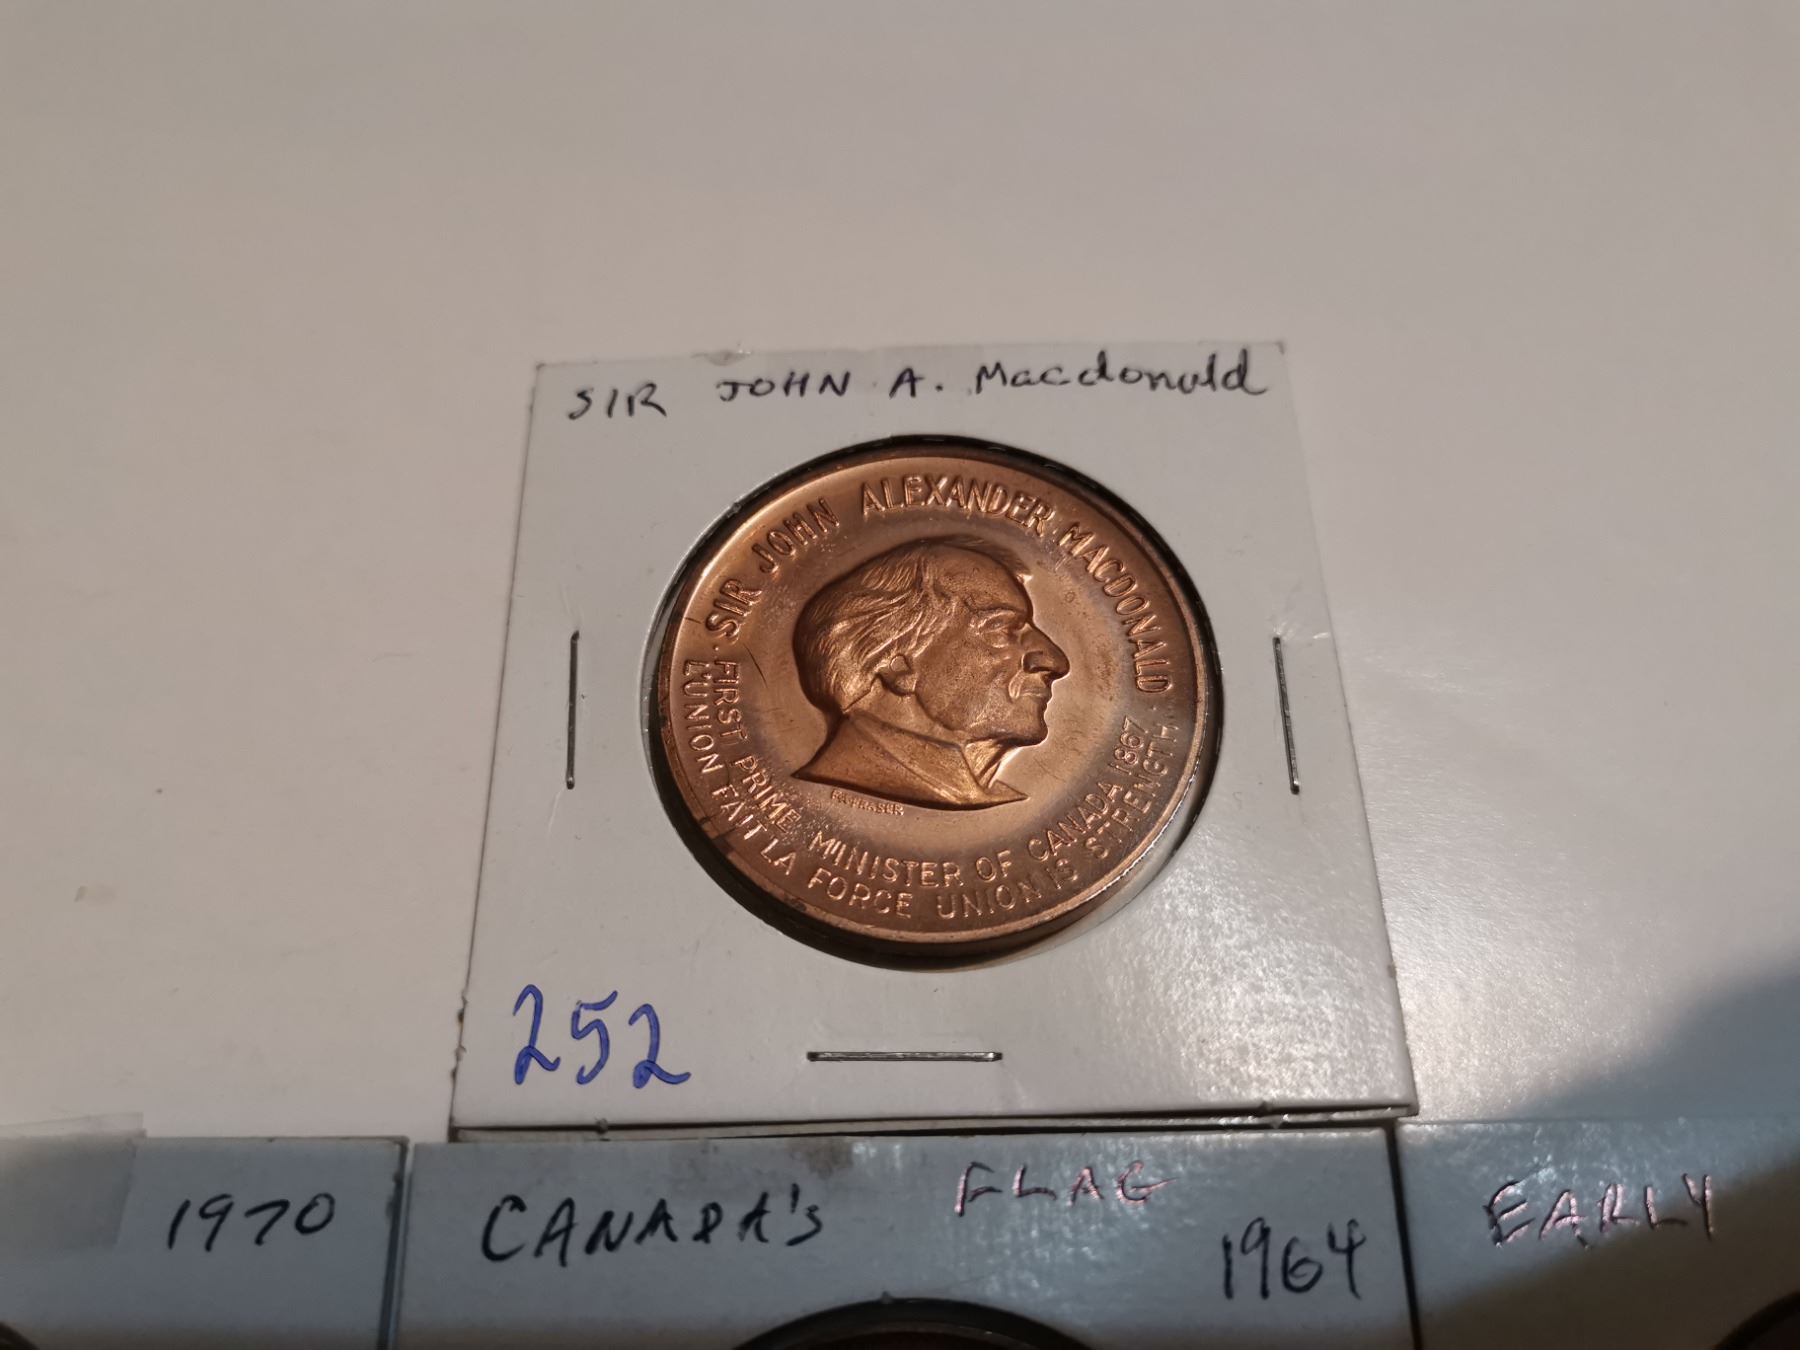 SIR JOHN A. Macdonald
SIR JOHN ALEXANDER MACDONALD
FIRST PRIME MINISTER OF CANADA 1867
L'UNION FAIT LA FORCE UNION IS STRENGTH
252
1970
CANADA'S FLAG
1964
EARLY